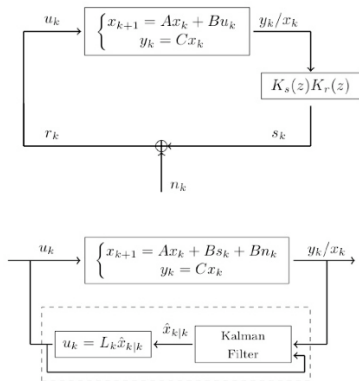 u_k
{x_{k+1} = Ax_k + Bu_k
y_k = Cx_k
y_k/x_k
K_s(z)K_r(z)
r_k
s_k
n_k
u_k
{x_{k+1} = Ax_k + Bs_k + Bn_k
y_k = Cx_k
y_k/x_k
u_k = L_k x̂_{k|k}
x̂_{k|k}
Kalman
Filter